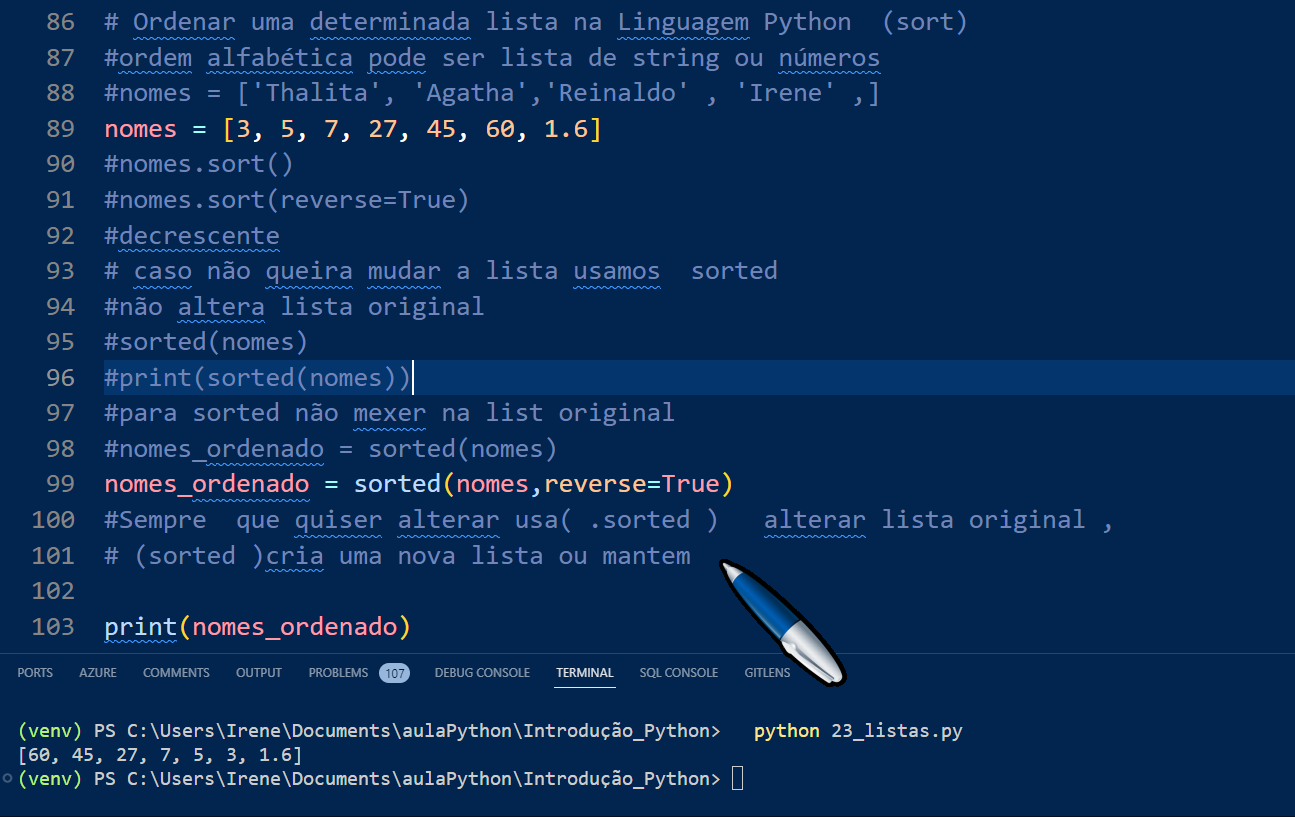 86 # Ordenar uma determinada lista na Linguagem Python (sort)
87 #ordem alfabética pode ser lista de string ou números
88 #nomes = ['Thalita', 'Agatha','Reinaldo' , 'Irene' ,]
89 nomes = [3, 5, 7, 27, 45, 60, 1.6]
90 #nomes.sort()
91 #nomes.sort(reverse=True)
92 #decrescente
93 # caso não queira mudar a lista usamos  sorted
94 #não altera lista original
95 #sorted(nomes)
96 #print(sorted(nomes))
97 #para sorted não mexer na list original
98 #nomes_ordenado = sorted(nomes)
99 nomes_ordenado = sorted(nomes,reverse=True)
100 #Sempre  que quiser alterar usa( .sorted )   alterar lista original ,
101 # (sorted )cria uma nova lista ou mantem
102
103 print(nomes_ordenado)
PORTS AZURE COMMENTS OUTPUT PROBLEMS 107 DEBUG CONSOLE TERMINAL SQL CONSOLE GITLENS
(venv) PS C:\Users\Irene\Documents\aulaPython\Introdução_Python>   python 23_listas.py
[60, 45, 27, 7, 5, 3, 1.6]
(venv) PS C:\Users\Irene\Documents\aulaPython\Introdução_Python>